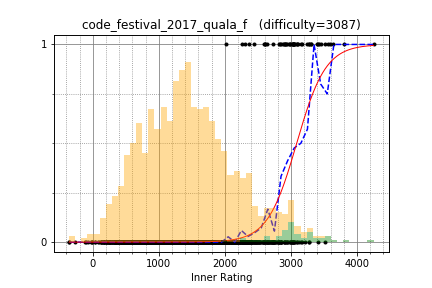 code_festival_2017_quala_f (difficulty=3087)
1
0
0 1000 2000 3000 4000
Inner Rating